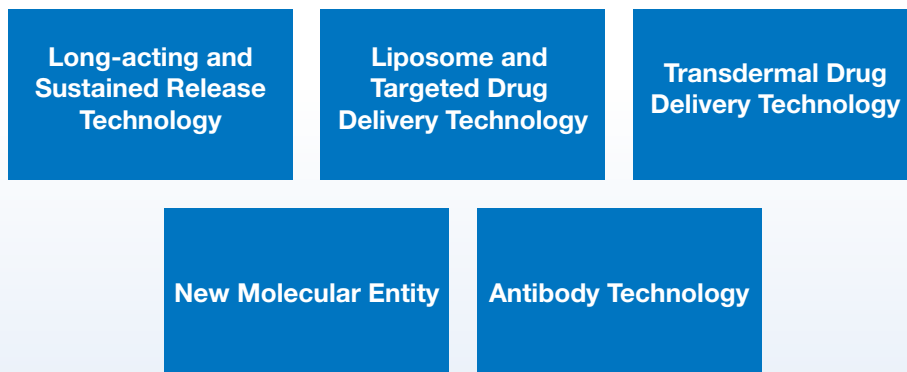 Long-acting and
Sustained Release
Technology
Liposome and
Targeted Drug
Delivery Technology
Transdermal Drug
Delivery Technology
New Molecular Entity
Antibody Technology